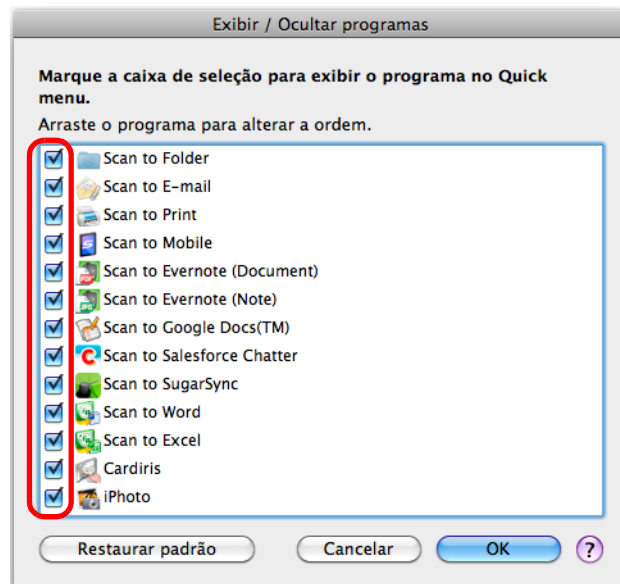 Exibir / Ocultar programas
Marque a caixa de seleção para exibir o programa no Quick
menu.
Arraste o programa para alterar a ordem.
Scan to Folder
Scan to E-mail
Scan to Print
Scan to Mobile
Scan to Evernote (Document)
Scan to Evernote (Note)
Scan to Google Docs(TM)
Scan to Salesforce Chatter
Scan to SugarSync
Scan to Word
Scan to Excel
Cardiris
iPhoto
Restaurar padrão Cancelar OK ?